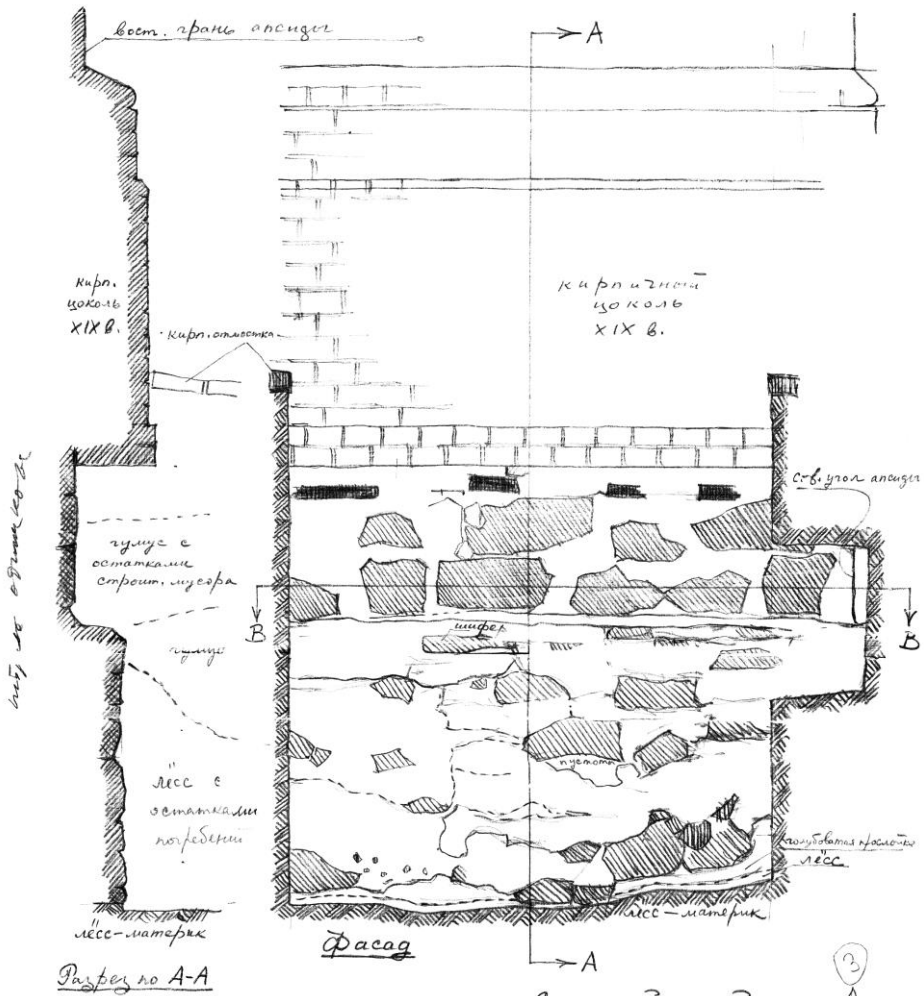 вост. грань апсиды
А
кирп.
цоколь
XIX в.
кирп. отмостка
кирпичный
цоколь
XIX в.
с-в. угол апсиды
гумус с
остатками
строит. мусора
В
В
шифер
гумус
пустота
лёсс с
остатками
погребений
голубоватая прослойка
лёсс
лёсс-материк
лёсс-материк
Фасад
А
Разрез по А-А
3